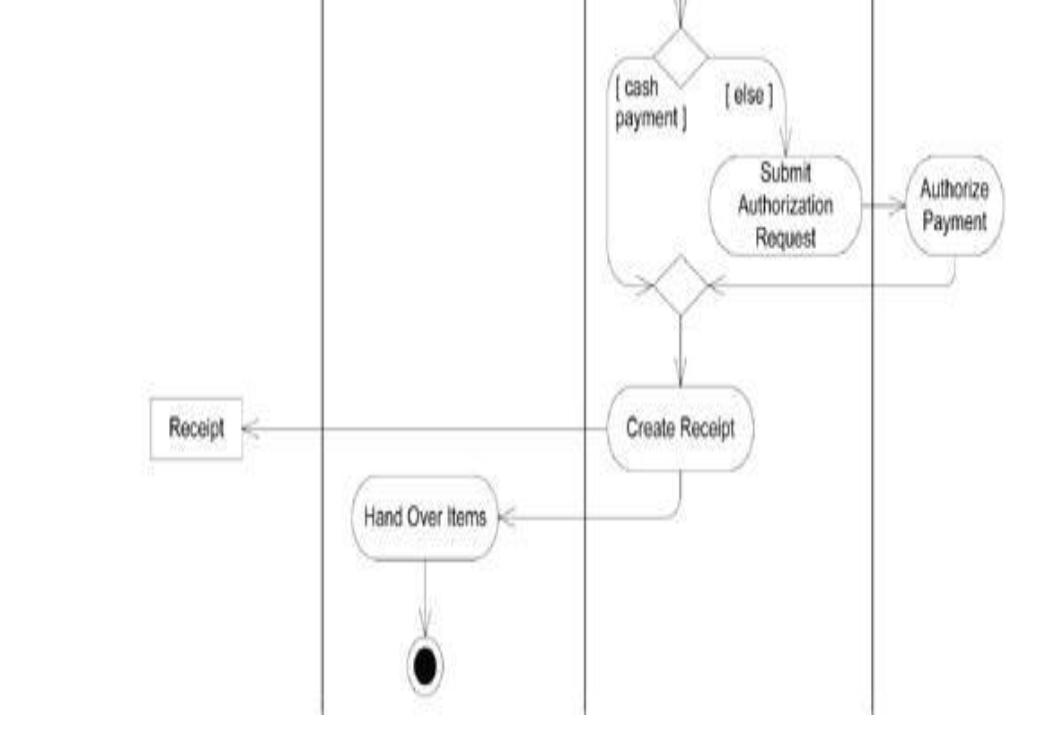 [ cash
payment ]
[ else ]
Submit
Authorization
Request
Authorize
Payment
Receipt
Create Receipt
Hand Over Items